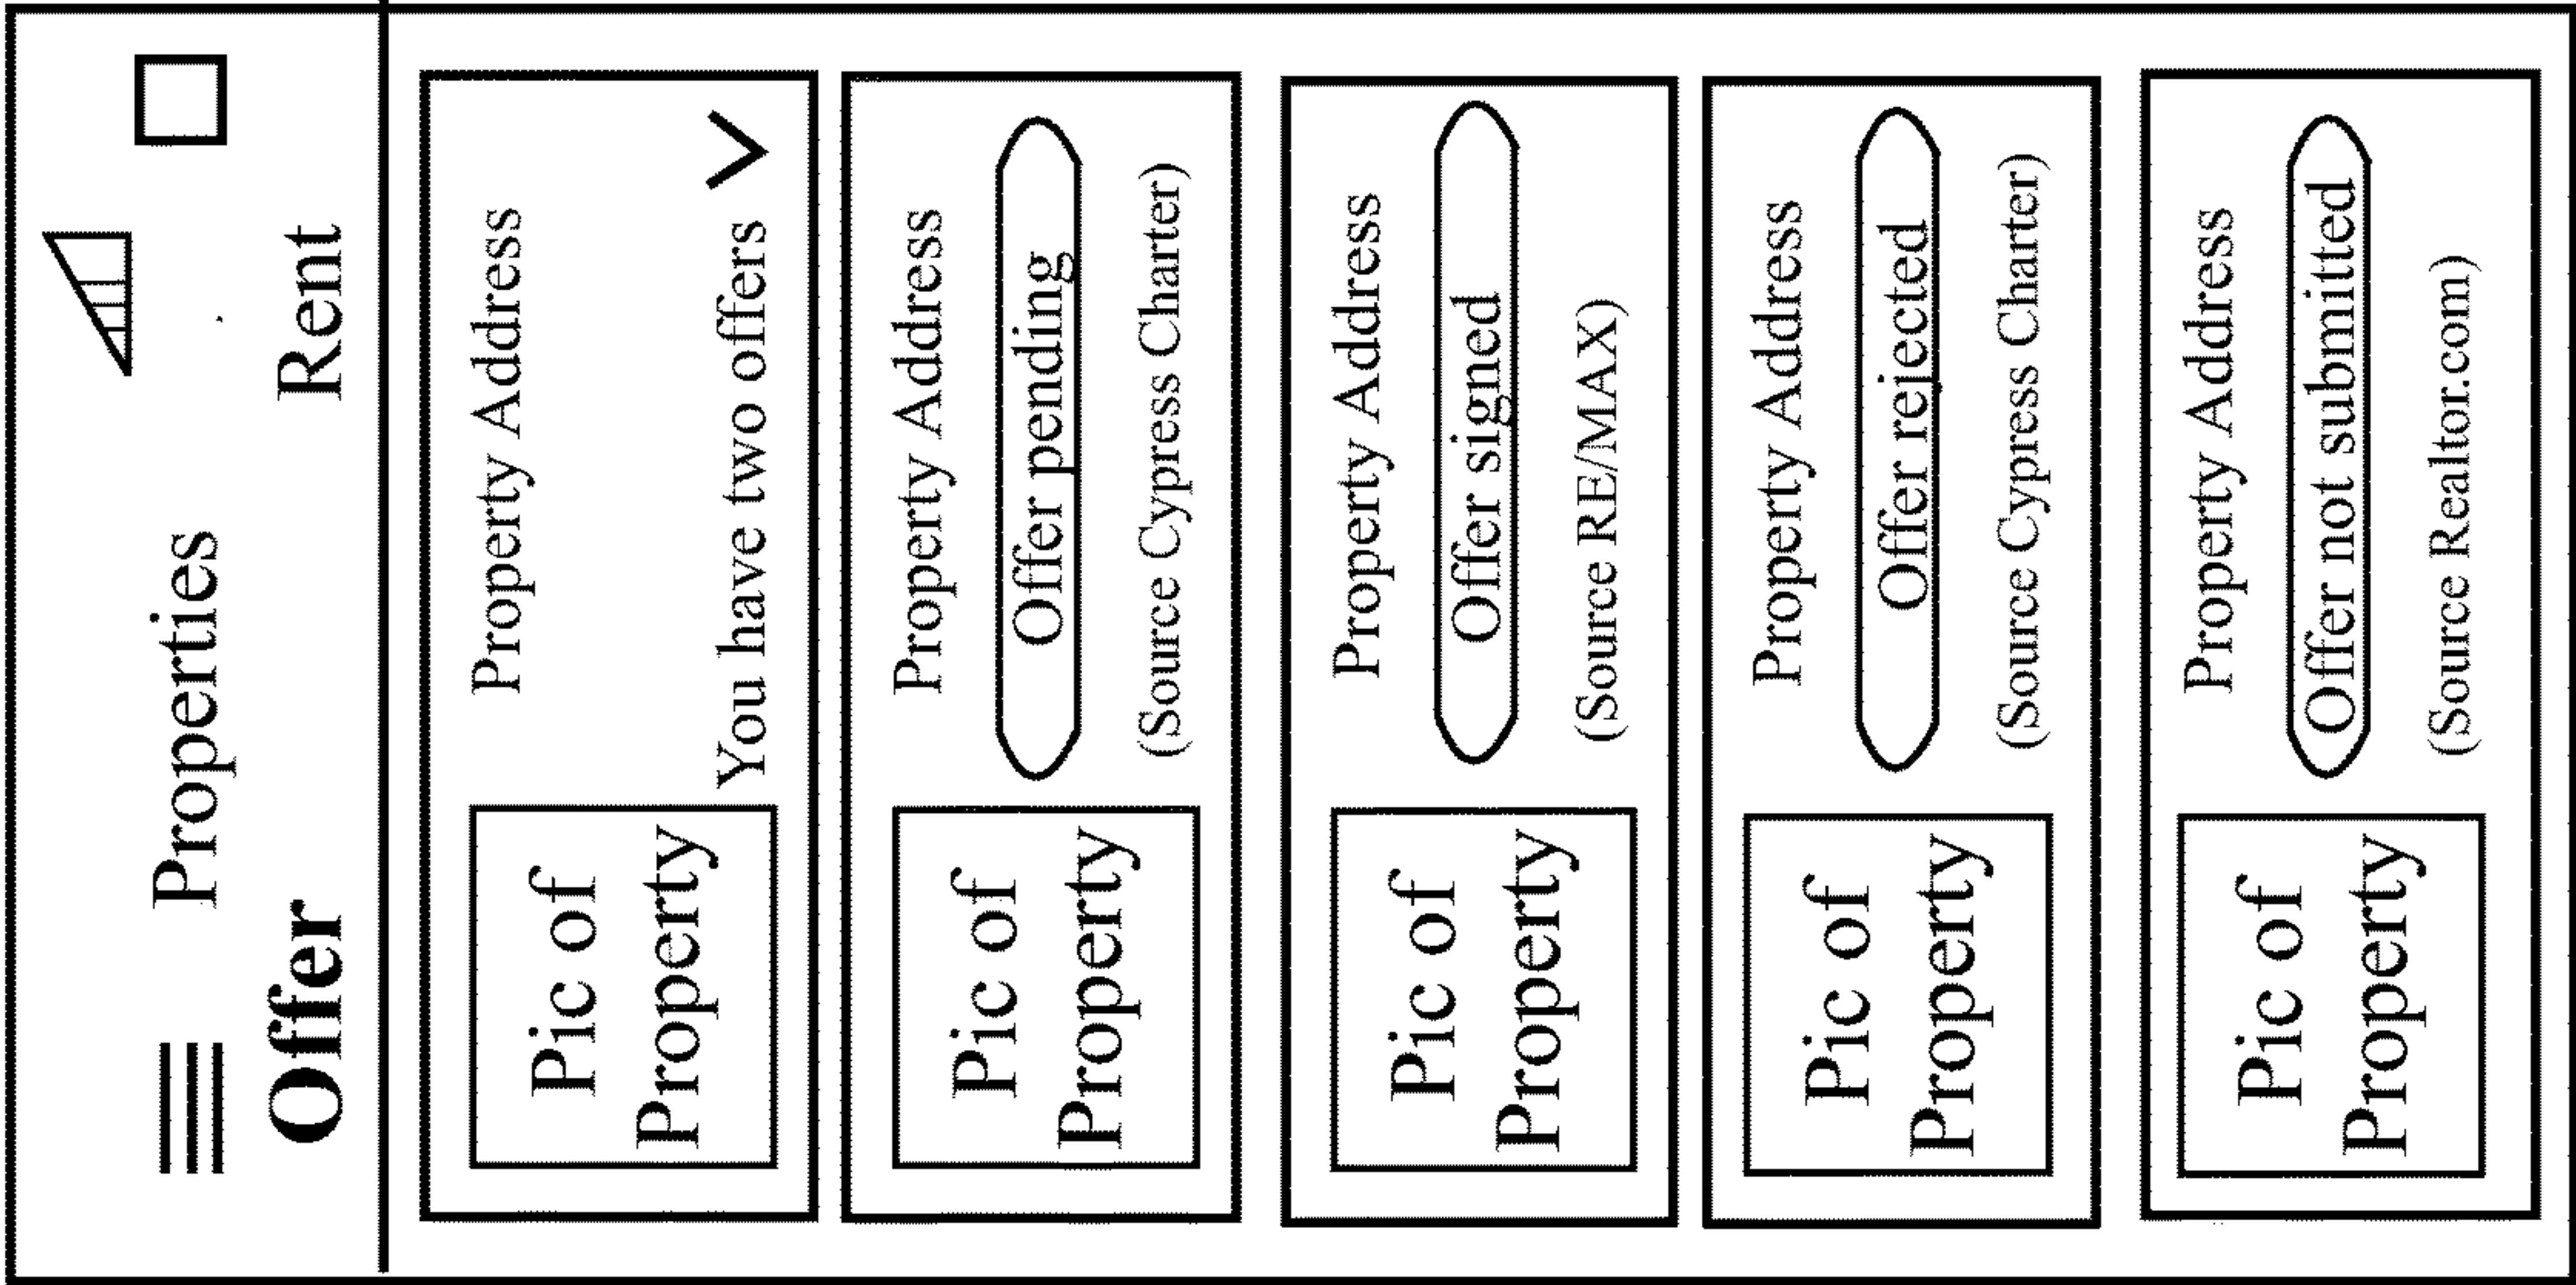 Properties
Offer Rent
Pic of
Property
Property Address
You have two offers
Pic of
Property
Property Address
Offer pending
(Source Cypress Charter)
Pic of
Property
Property Address
Offer signed
(Source RE/MAX)
Pic of
Property
Property Address
Offer rejected
(Source Cypress Charter)
Pic of
Property
Property Address
Offer not submitted
(Source Realtor.com)